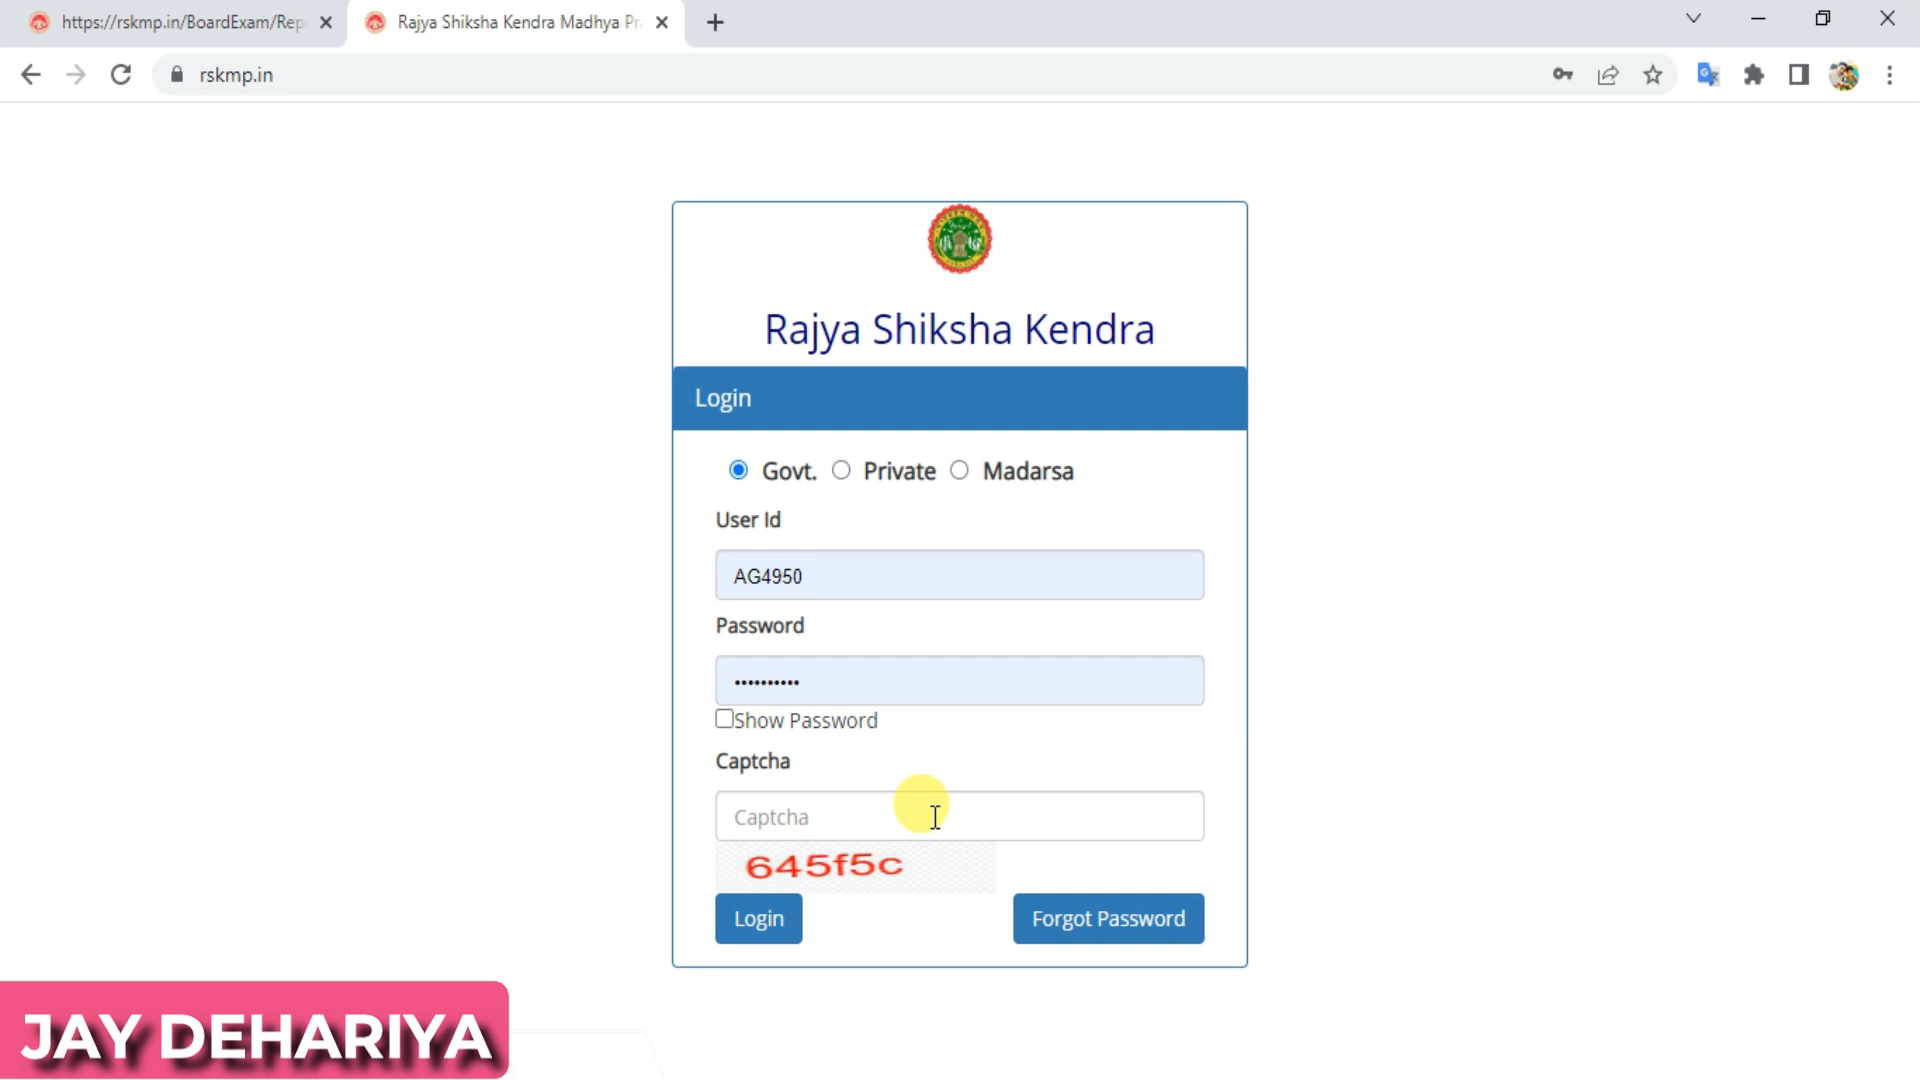 https://rskmp.in/BoardExam/Rep
Rajya Shiksha Kendra Madhya Pr
rskmp.in
Rajya Shiksha Kendra
Login
Govt. Private Madarsa
User Id
AG4950
Password
••••••••••
Show Password
Captcha
Captcha
645f5c
Login Forgot Password
JAY DEHARIYA